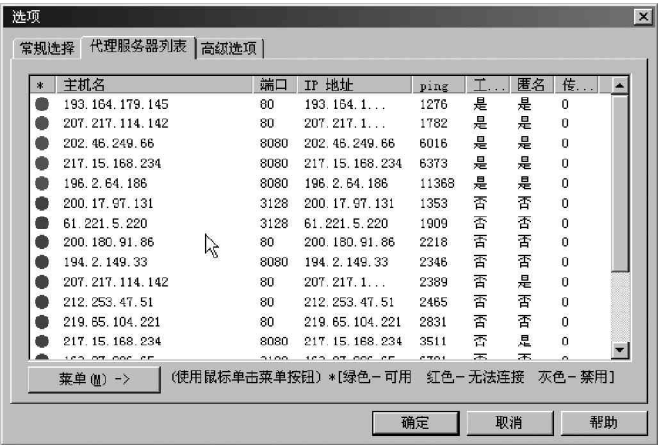 选项
常规选择 代理服务器列表 高级选项
* 主机名 端口 IP 地址 ping 工... 匿名 传...
193.164.179.145 80 193.164.1... 1276 是 是 0
207.217.114.142 80 207.217.1... 1782 是 是 0
202.46.249.66 8080 202.46.249.66 6016 是 是 0
217.15.168.234 8080 217.15.168.234 6373 是 是 0
196.2.64.186 8080 196.2.64.186 11368 是 是 0
200.17.97.131 3128 200.17.97.131 1353 否 否 0
61.221.5.220 3128 61.221.5.220 1909 否 否 0
200.180.91.86 80 200.180.91.86 2218 否 否 0
194.2.149.33 8080 194.2.149.33 2346 否 否 0
207.217.114.142 80 207.217.1... 2389 否 是 0
212.253.47.51 80 212.253.47.51 2465 否 否 0
219.65.104.221 80 219.65.104.221 2831 否 否 0
217.15.168.234 8080 217.15.168.234 3511 否 是 0
菜单(M) -> (使用鼠标单击菜单按钮) *[绿色-可用 红色-无法连接 灰色-禁用]
确定 取消 帮助